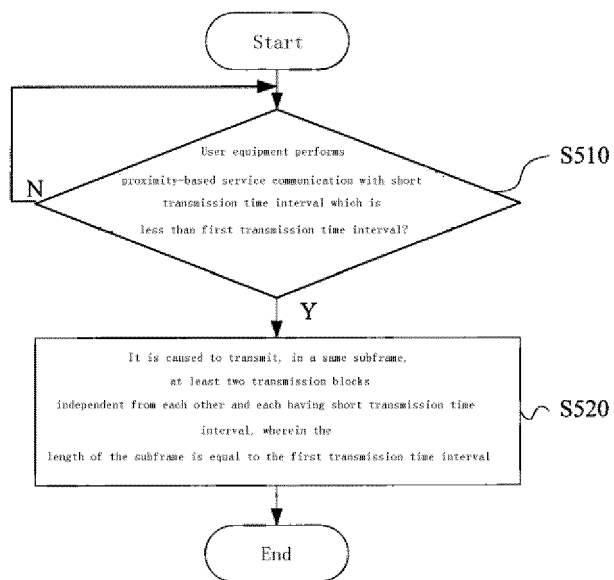 Start
User equipment performs
proximity-based service communication with short
transmission time interval which is
less than first transmission time interval?
S510
N
Y
It is caused to transmit, in a same subframe,
at least two transmission blocks
independent from each other and each having short transmission time
interval, wherein the
length of the subframe is equal to the first transmission time interval
S520
End